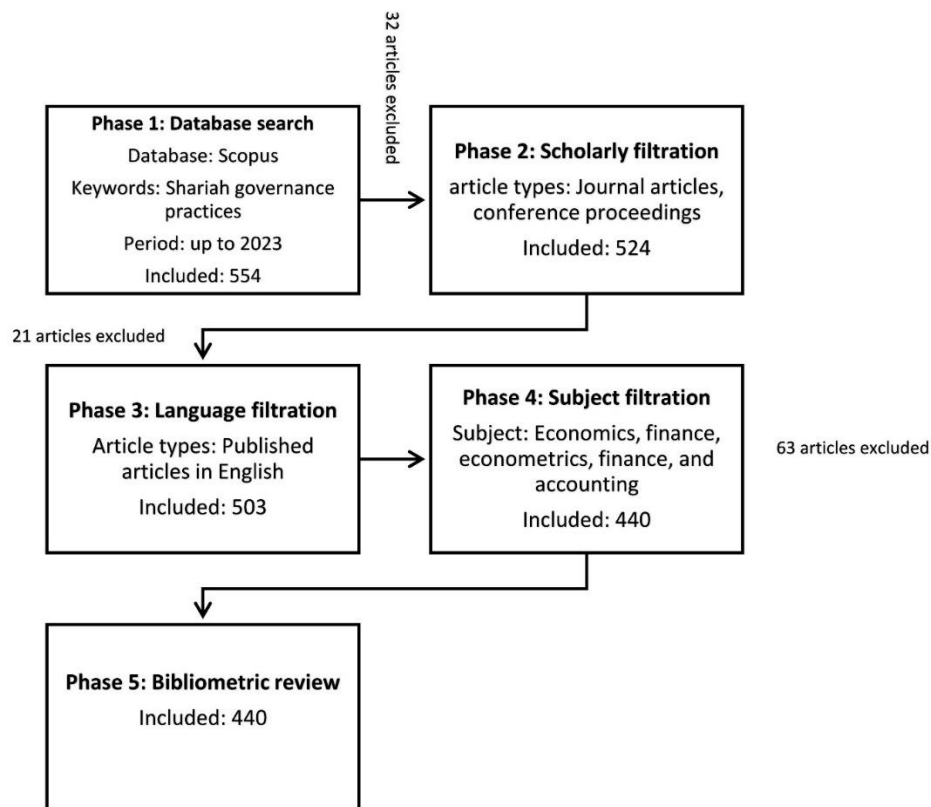 32 articles excluded
Phase 1: Database search
Database: Scopus
Keywords: Shariah governance
practices
Period: up to 2023
Included: 554
Phase 2: Scholarly filtration
article types: Journal articles,
conference proceedings
Included: 524
21 articles excluded
Phase 3: Language filtration
Article types: Published
articles in English
Included: 503
Phase 4: Subject filtration
Subject: Economics, finance,
econometrics, finance, and
accounting
Included: 440
63 articles excluded
Phase 5: Bibliometric review
Included: 440